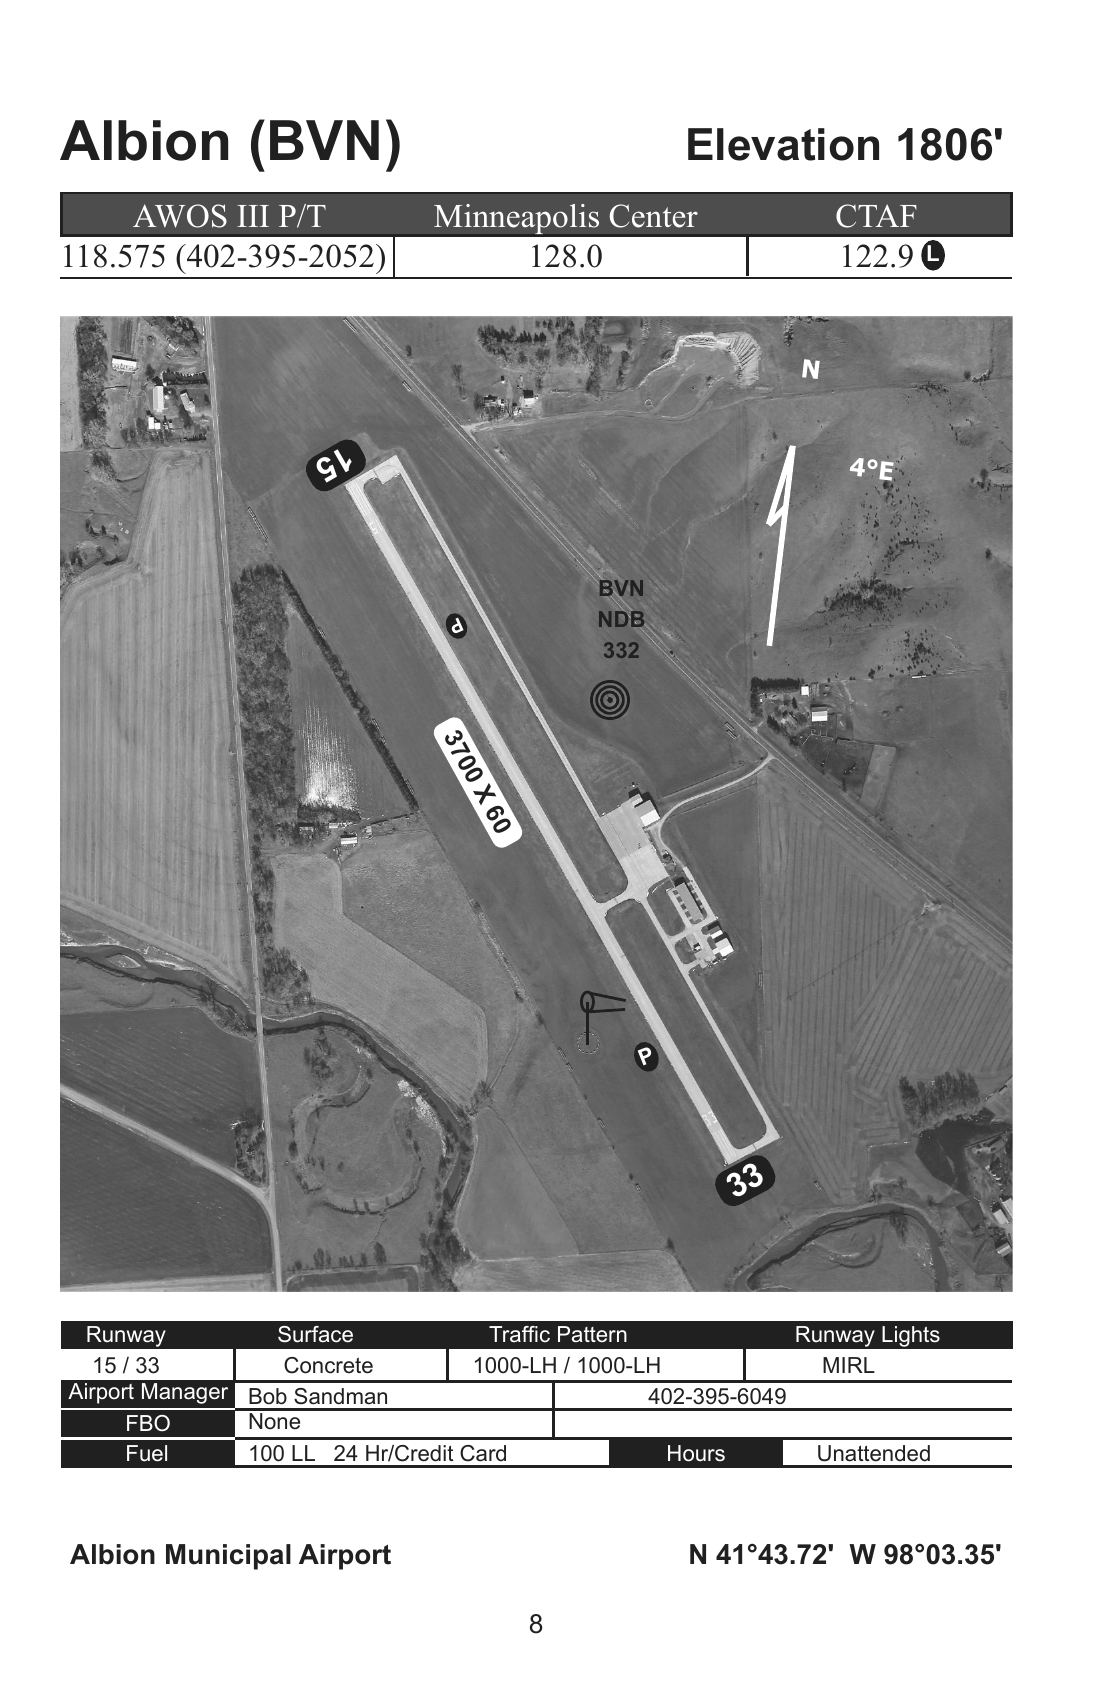 Albion (BVN) Elevation 1806'
AWOS III P/T Minneapolis Center CTAF
118.575 (402-395-2052) 128.0 122.9 L
N
4°E
15
BVN
NDB
332
P
3700 X 60
P
33
Runway Surface Traffic Pattern Runway Lights
15 / 33 Concrete 1000-LH / 1000-LH MIRL
Airport Manager Bob Sandman 402-395-6049
FBO None
Fuel 100 LL 24 Hr/Credit Card Hours Unattended
Albion Municipal Airport N 41°43.72' W 98°03.35'
8